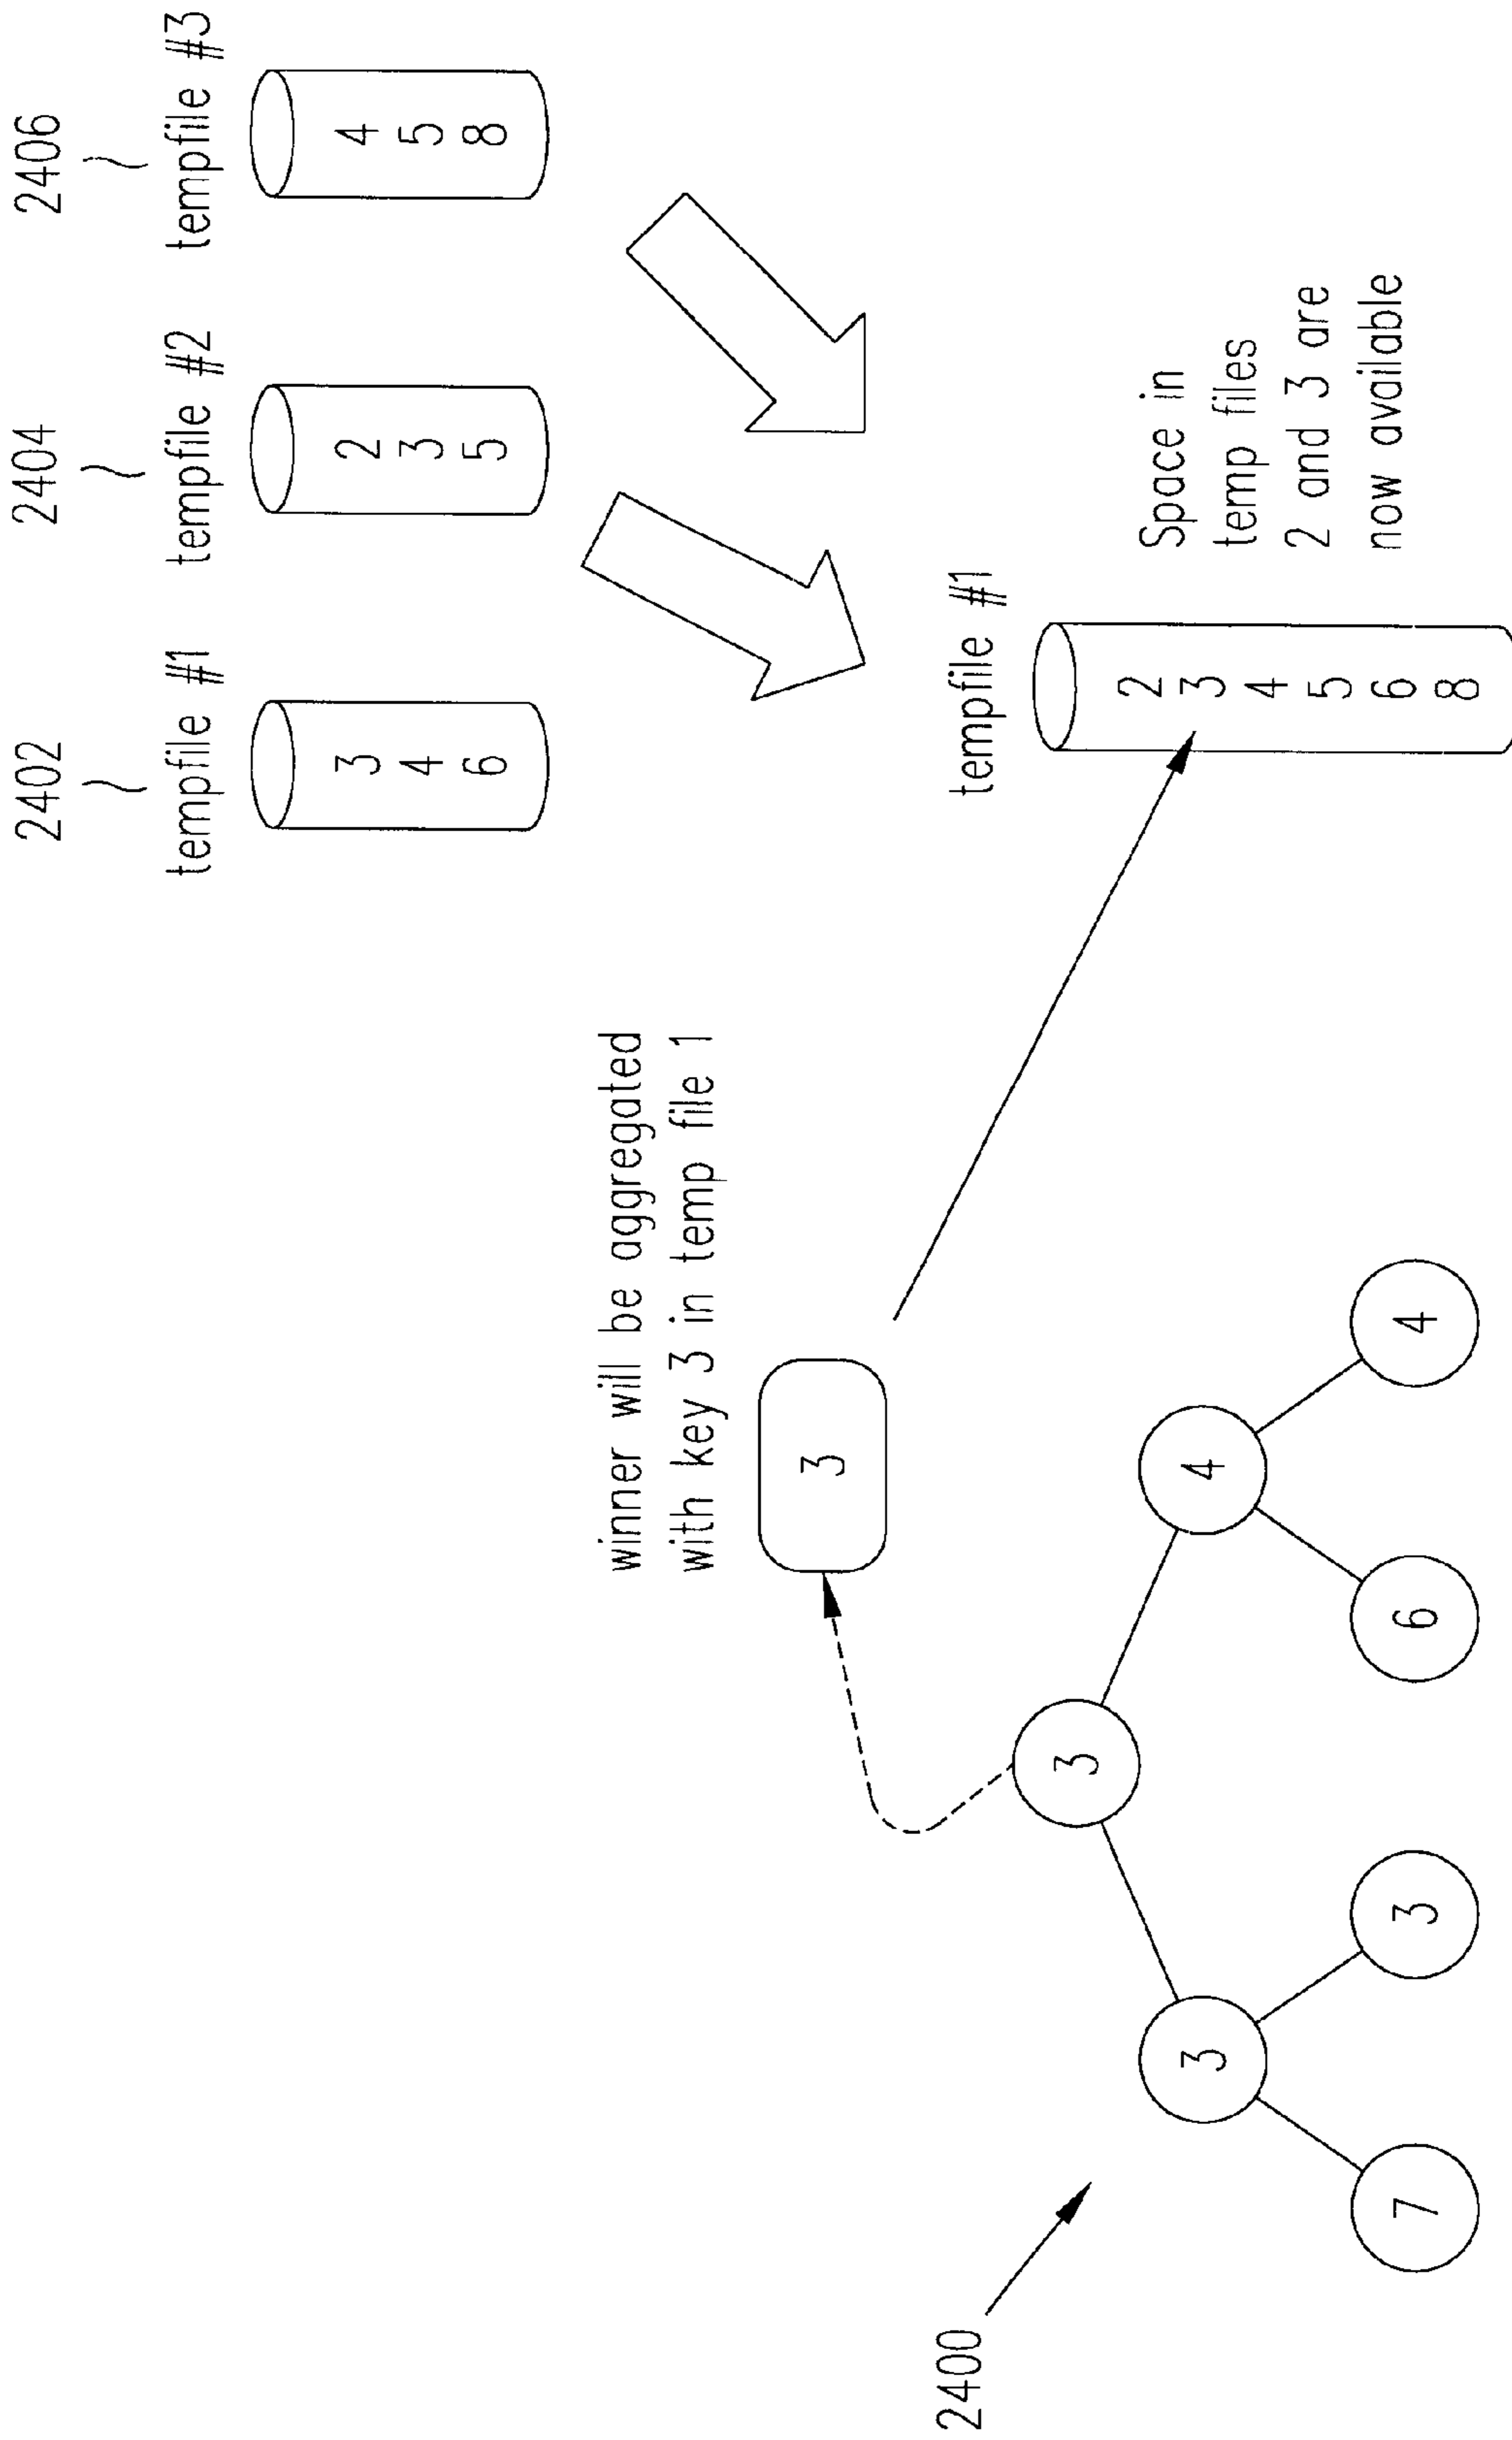 2402
2404
2406
tempfile #1
tempfile #2
tempfile #3
3
4
6
2
3
5
4
5
8
winner will be aggregated
with key 3 in temp file 1
3
tempfile #1
2
3
4
5
6
8
Space in
temp files
2 and 3 are
now available
2400
3
3
4
7
3
6
4